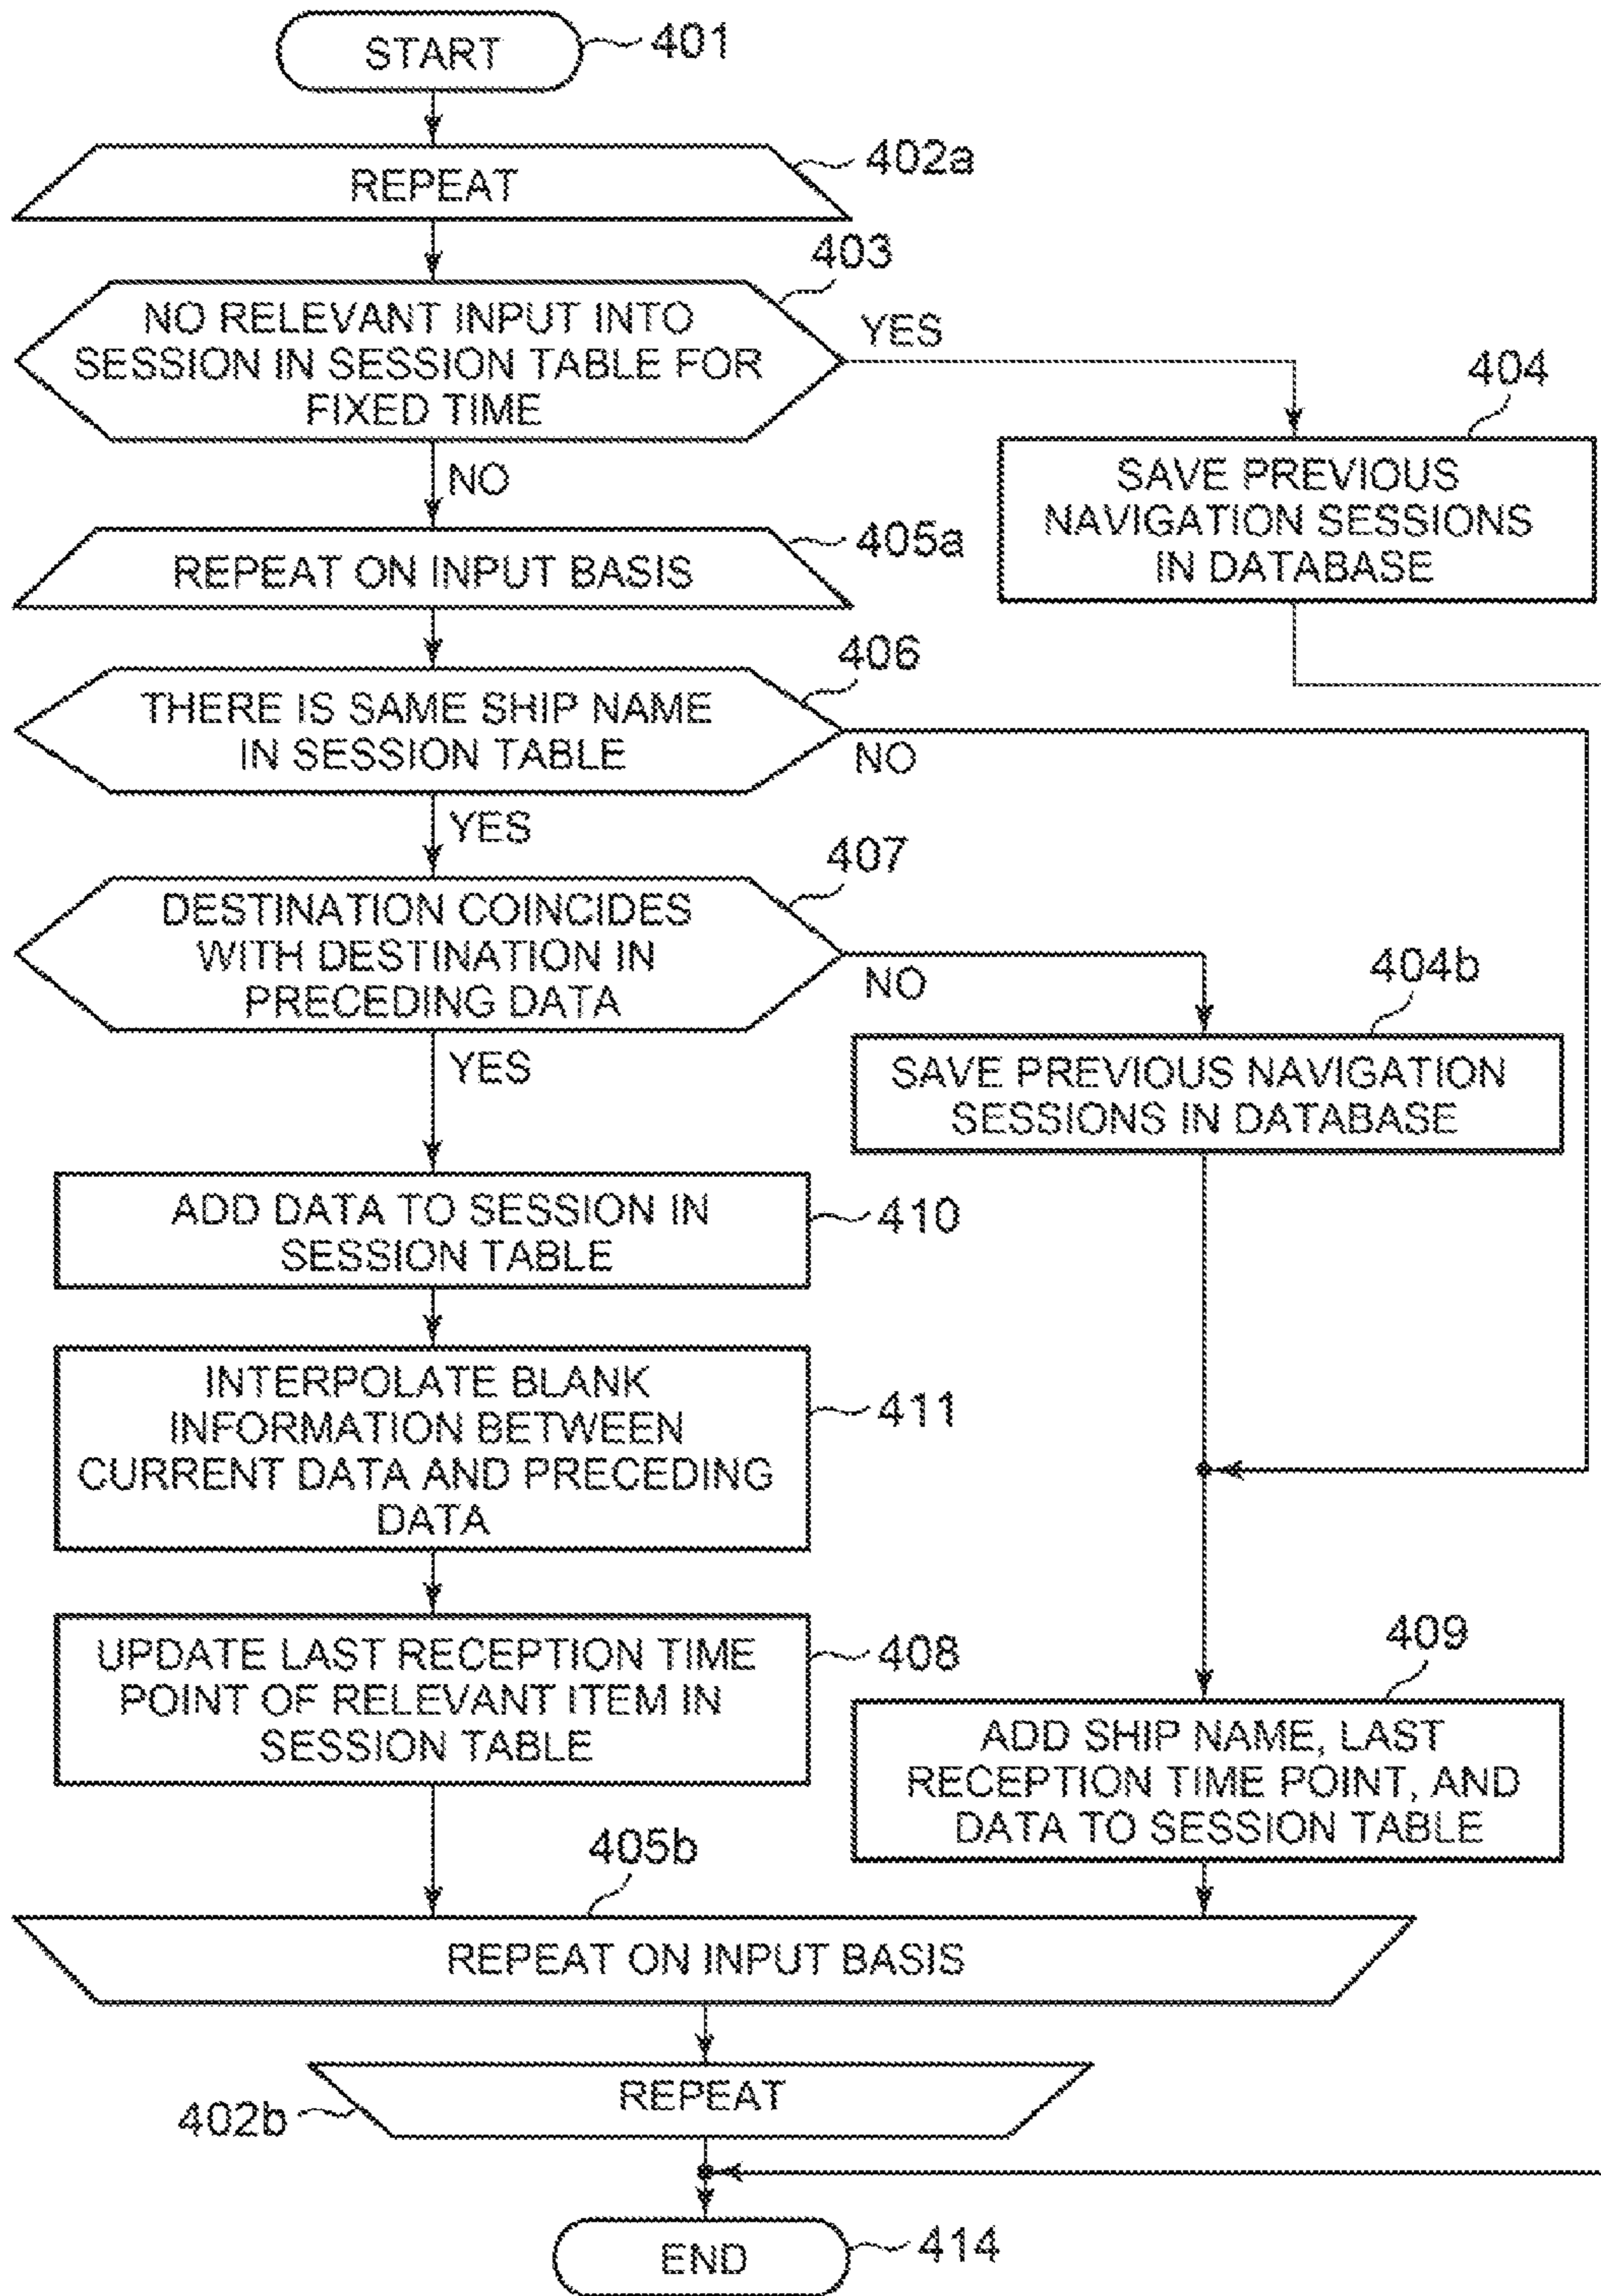 START
401
REPEAT
402a
403
NO RELEVANT INPUT INTO
SESSION IN SESSION TABLE FOR
FIXED TIME
YES
NO
404
SAVE PREVIOUS
NAVIGATION SESSIONS
IN DATABASE
405a
REPEAT ON INPUT BASIS
406
THERE IS SAME SHIP NAME
IN SESSION TABLE
NO
YES
407
DESTINATION COINCIDES
WITH DESTINATION IN
PRECEDING DATA
NO
YES
404b
SAVE PREVIOUS NAVIGATION
SESSIONS IN DATABASE
ADD DATA TO SESSION IN
SESSION TABLE
410
INTERPOLATE BLANK
INFORMATION BETWEEN
CURRENT DATA AND PRECEDING
DATA
411
UPDATE LAST RECEPTION TIME
POINT OF RELEVANT ITEM IN
SESSION TABLE
408
409
ADD SHIP NAME, LAST
RECEPTION TIME POINT, AND
DATA TO SESSION TABLE
405b
REPEAT ON INPUT BASIS
REPEAT
402b
END
414